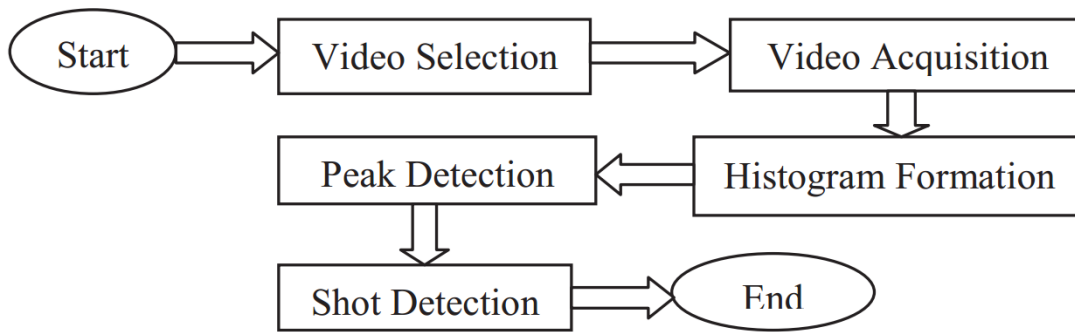 Start
Video Selection
Video Acquisition
Histogram Formation
Peak Detection
Shot Detection
End